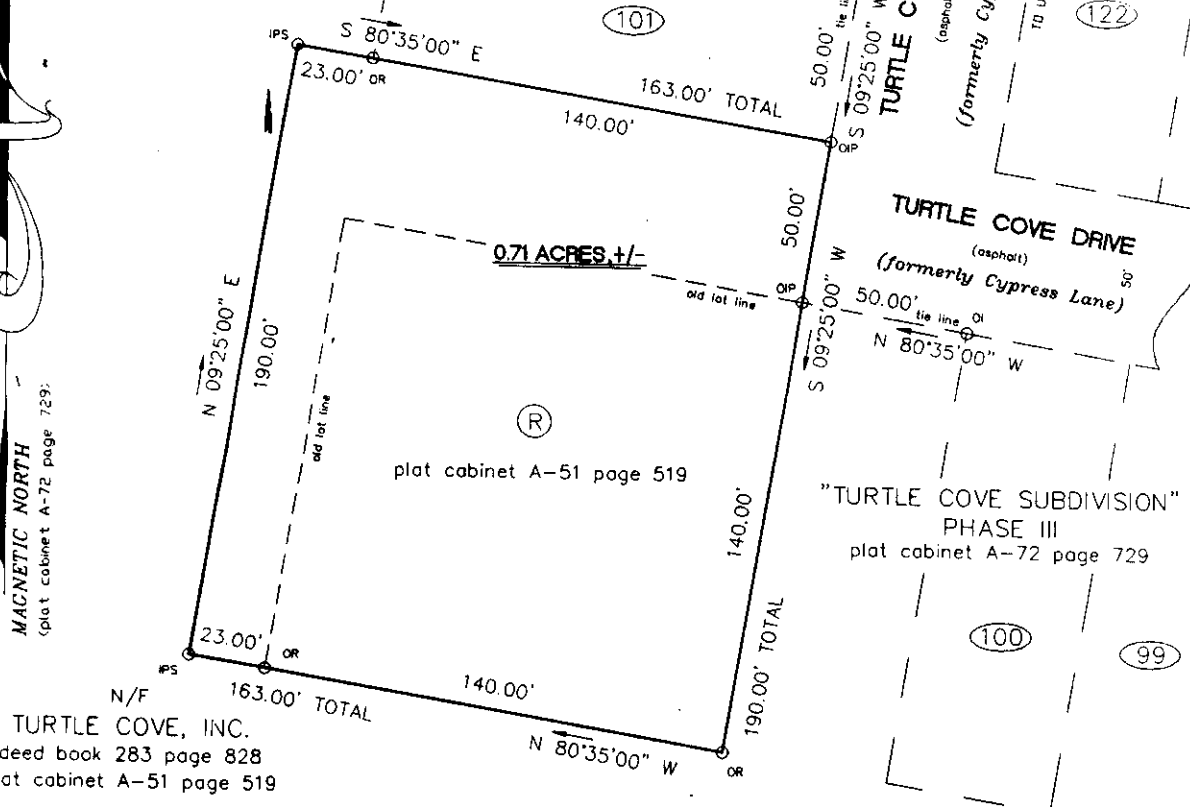 101
122
IPS
S 80°35'00" E
23.00' OR
163.00' TOTAL
140.00'
OIP
50.00'
S 09°25'00" W
TURTLE C
(asphal
(formerly Cy
TO U
50.00'
TURTLE COVE DRIVE
(asphalt)
(formerly Cypress Lane)
50'
0.71 ACRES,+/-
old lot line
OIP
50.00' tie line OI
N 80°35'00" W
S 09°25'00" W
N 09°25'00" E
190.00'
old lot line
R
plat cabinet A-51 page 519
140.00'
190.00' TOTAL
"TURTLE COVE SUBDIVISION"
PHASE III
plat cabinet A-72 page 729
100
99
MAGNETIC NORTH
(plat cabinet A-72 page 729)
23.00'
OR
IPS
163.00' TOTAL
140.00'
N 80°35'00" W
OR
N/F
TURTLE COVE, INC.
deed book 283 page 828
at cabinet A-51 page 519